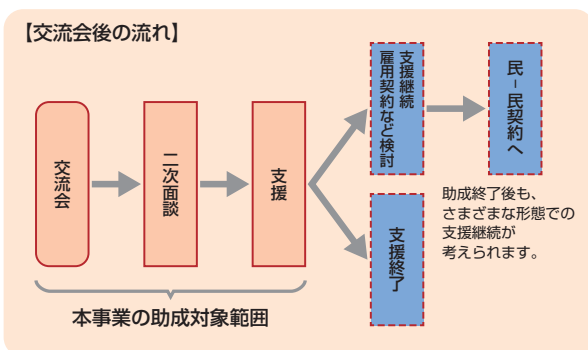 【交流会後の流れ】
交流会
二次面談
支援
支援継続
雇用契約など検討
民－民契約へ
支援終了
助成終了後も、
さまざまな形態での
支援継続が
考えられます。
本事業の助成対象範囲